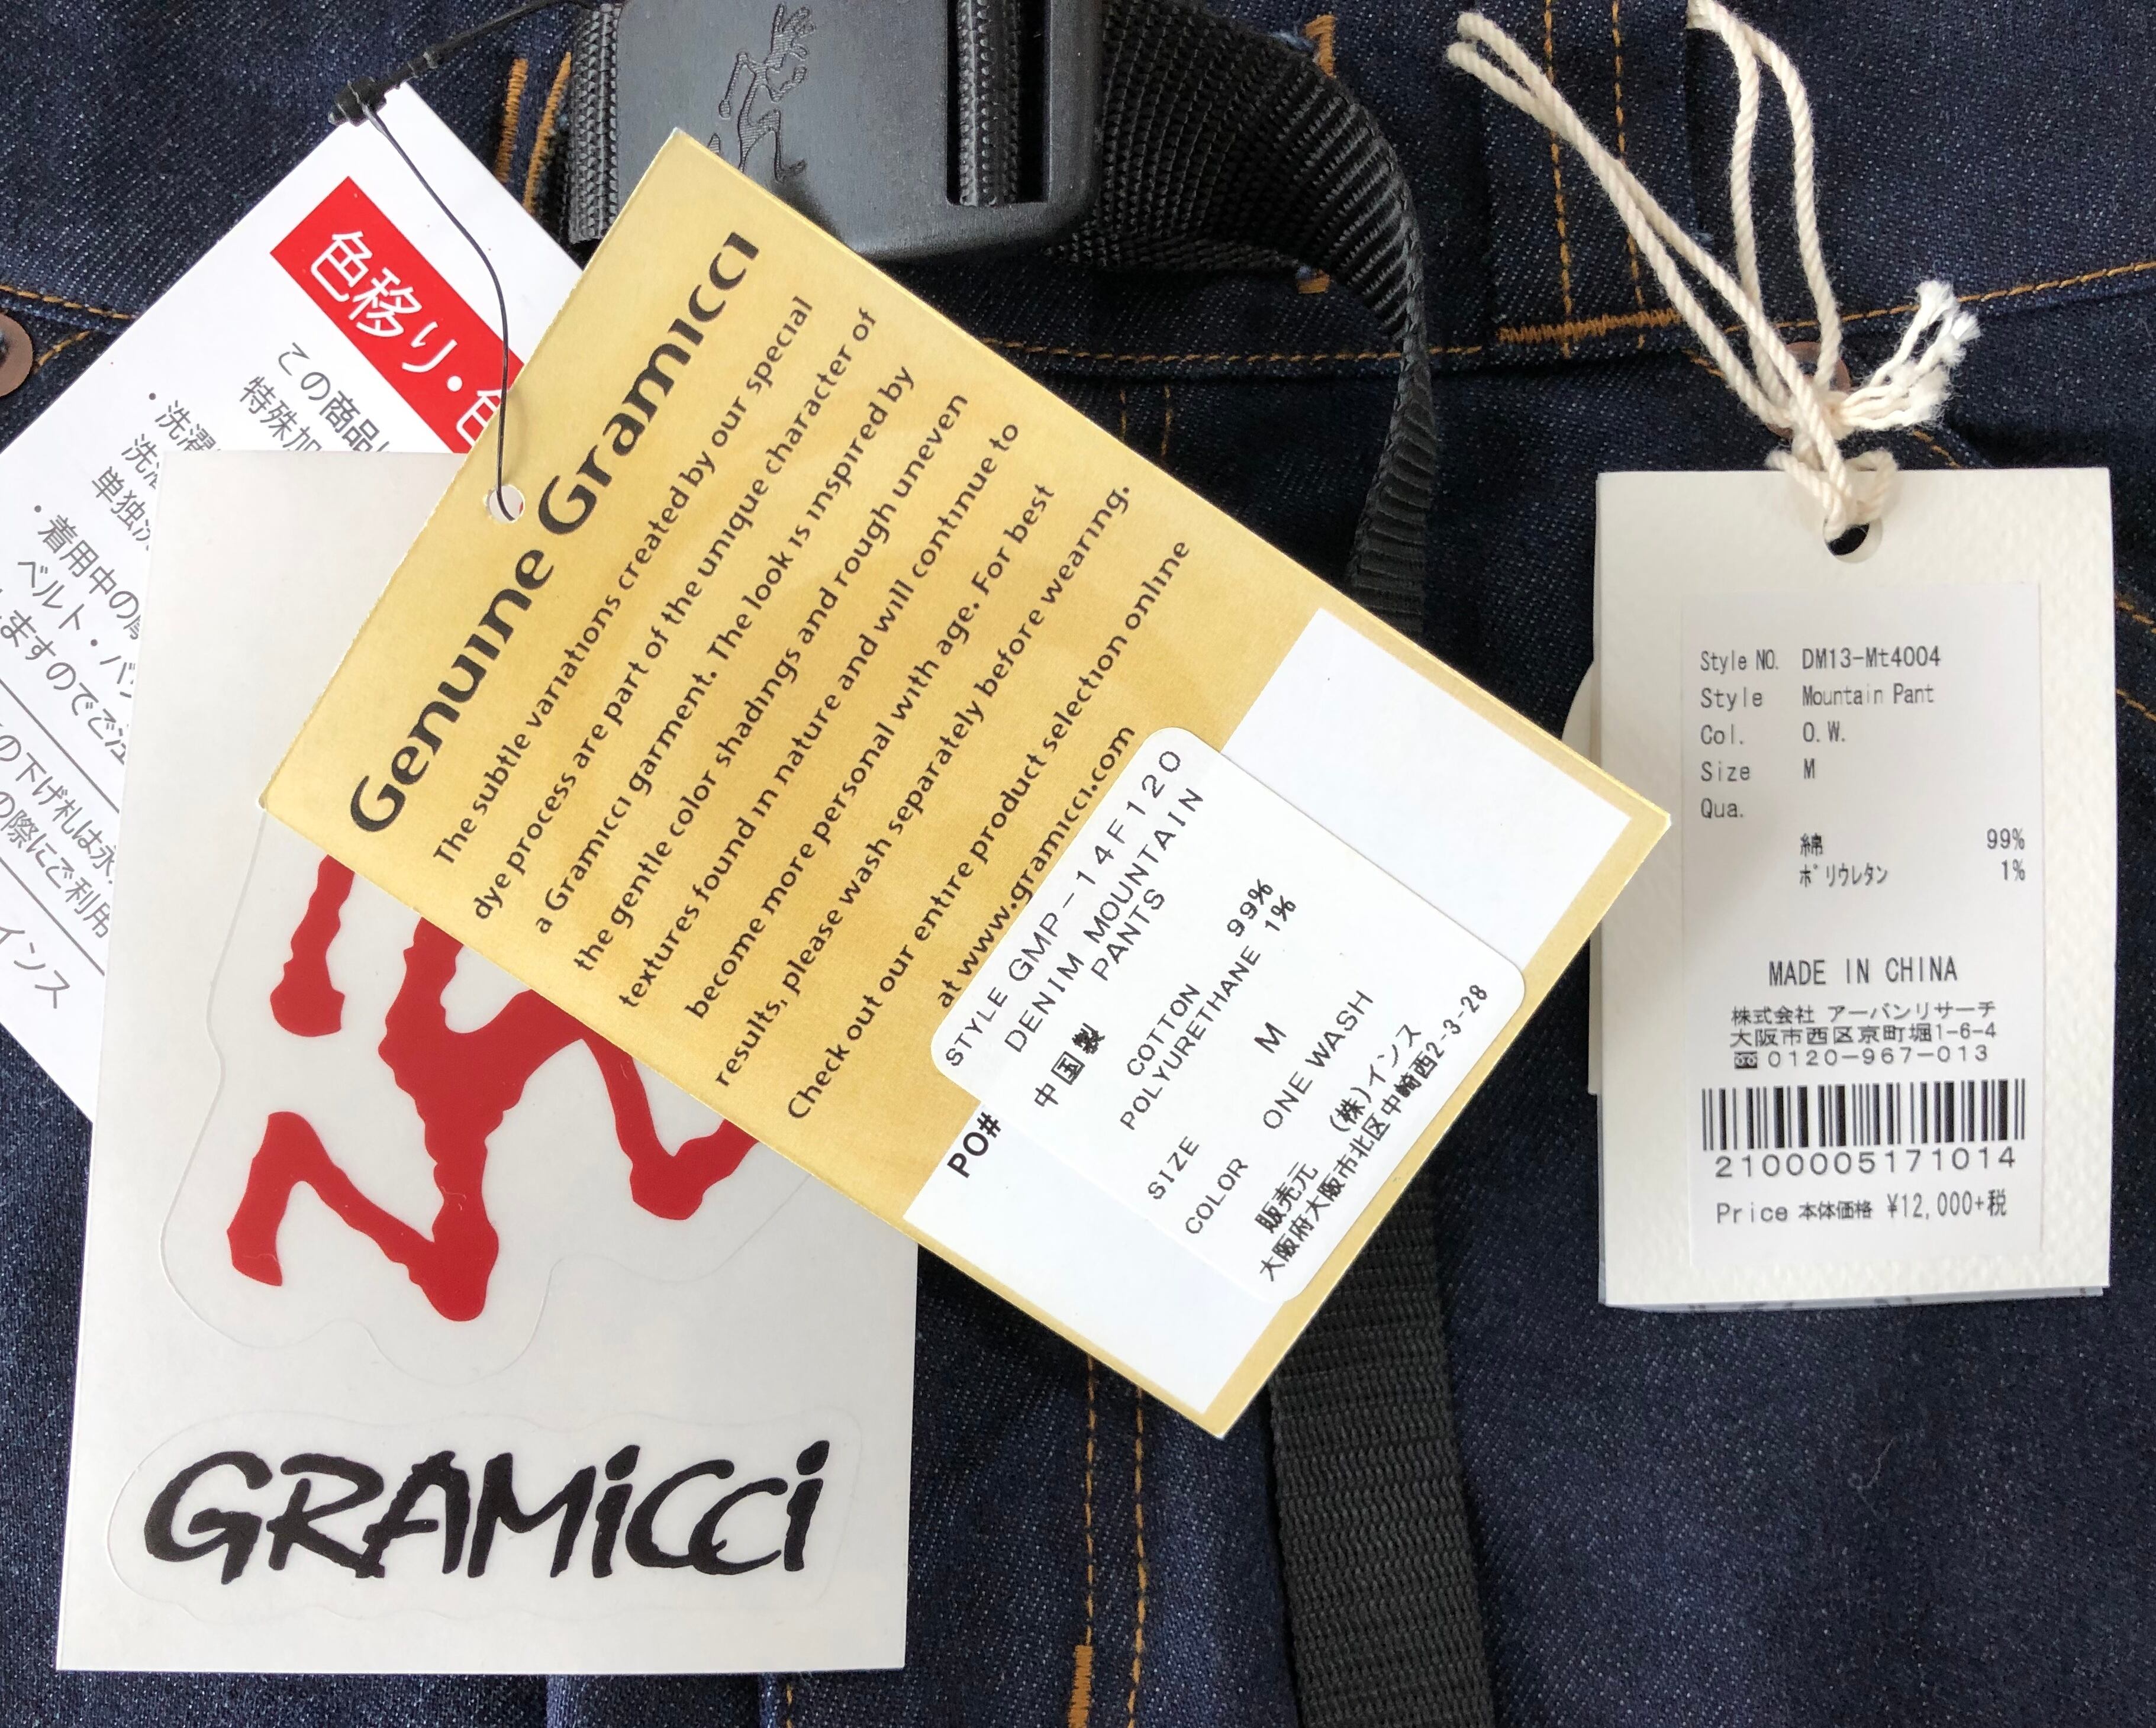 色移り・色
この商品
特殊加
・洗濯
洗濯
単独洗
・着用中の摩
ベルト・バッ
ますのでご注
の下げ札は永
の際にご利用
インス
GRAMiCCi
Genuine Gramicci
The subtle variations created by our special
dye process are part of the unique character of
a Gramicci garment. The look is inspired by
the gentle color shadings and rough uneven
textures found in nature and will continue to
become more personal with age. For best
results, please wash separately before wearing.
Check out our entire product selection online
at www.gramicci.com
PO#
STYLE GMP-14F120
DENIM MOUNTAIN
PANTS
中国製
COTTON 99%
POLYURETHANE 1%
SIZE M
COLOR ONE WASH
販売元 (株)インス
大阪府大阪市北区中崎西2-3-28
Style NO. DM13-Mt4004
Style Mountain Pant
Col. O.W.
Size M
Qua.
綿 99%
ポリウレタン 1%
MADE IN CHINA
株式会社 アーバンリサーチ
大阪市西区京町堀1-6-4
0120-967-013
2100005171014
Price 本体価格 ¥12,000+税